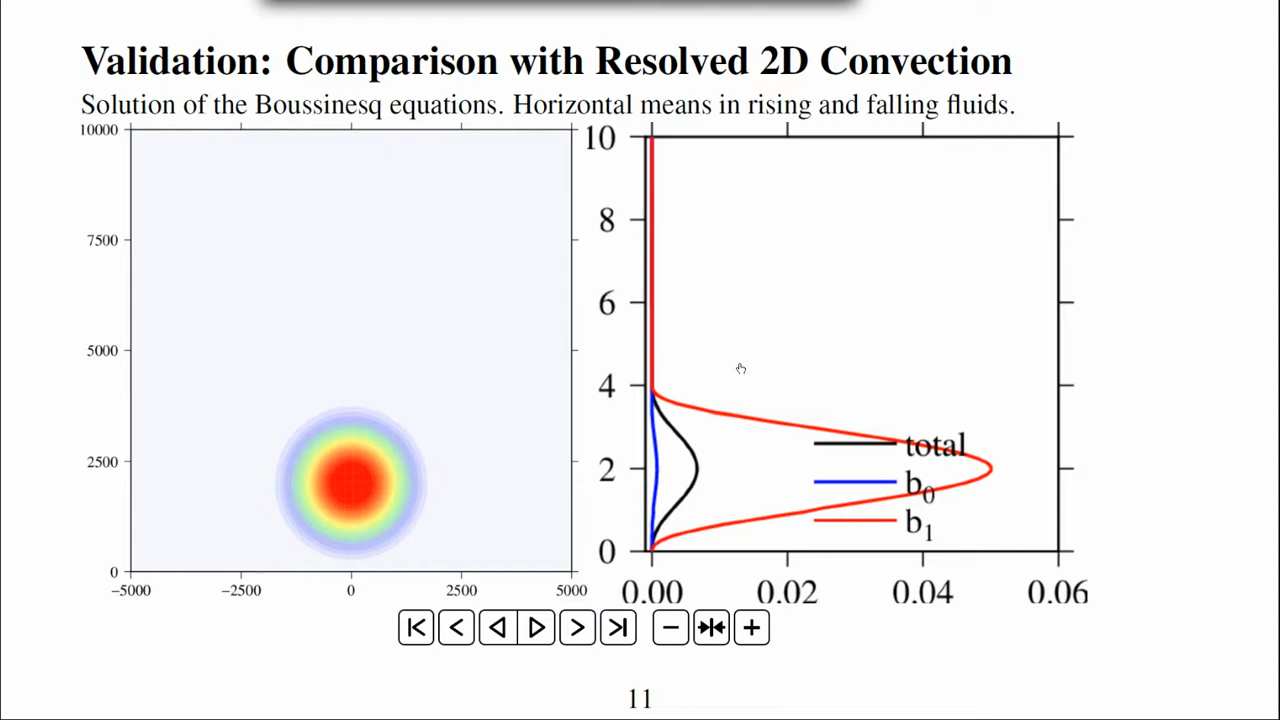 Validation: Comparison with Resolved 2D Convection
Solution of the Boussinesq equations. Horizontal means in rising and falling fluids.
10000
7500
5000
2500
0
−5000 −2500 0 2500 5000
10
8
6
4
2
0
total
b0
b1
0.00 0.02 0.04 0.06
11